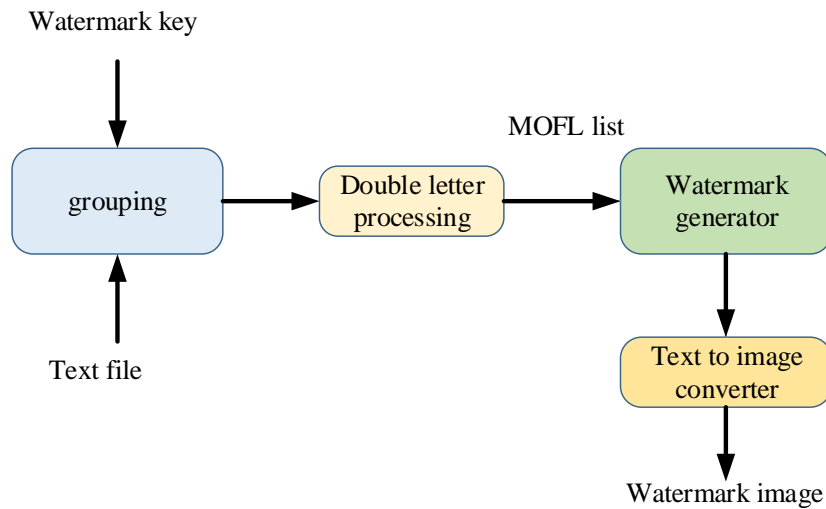 Watermark key
MOFL list
grouping
Double letter
processing
Watermark
generator
Text file
Text to image
converter
Watermark image